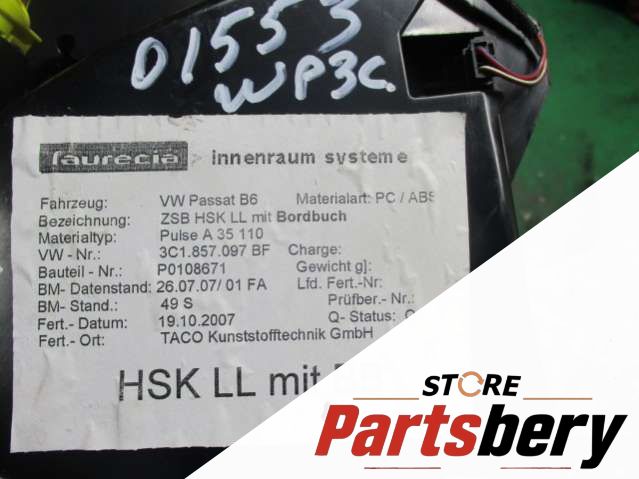 D1553
WP3C.
faurecia innenraum systeme
Fahrzeug: VW Passat B6 Materialart: PC / ABS
Bezeichnung: ZSB HSK LL mit Bordbuch
Materialtyp: Pulse A 35 110
VW - Nr.: 3C1.857.097 BF Charge:
Bauteil - Nr.: P0108671 Gewicht g]:
BM- Datenstand: 26.07.07/ 01 FA Lfd. Fert.-Nr:
BM- Stand.: 49 S Prüfber.- Nr.:
Fert.- Datum: 19.10.2007 Q- Status:
Fert.- Ort: TACO Kunststofftechnik GmbH
HSK LL mit
STORE
Partsbery